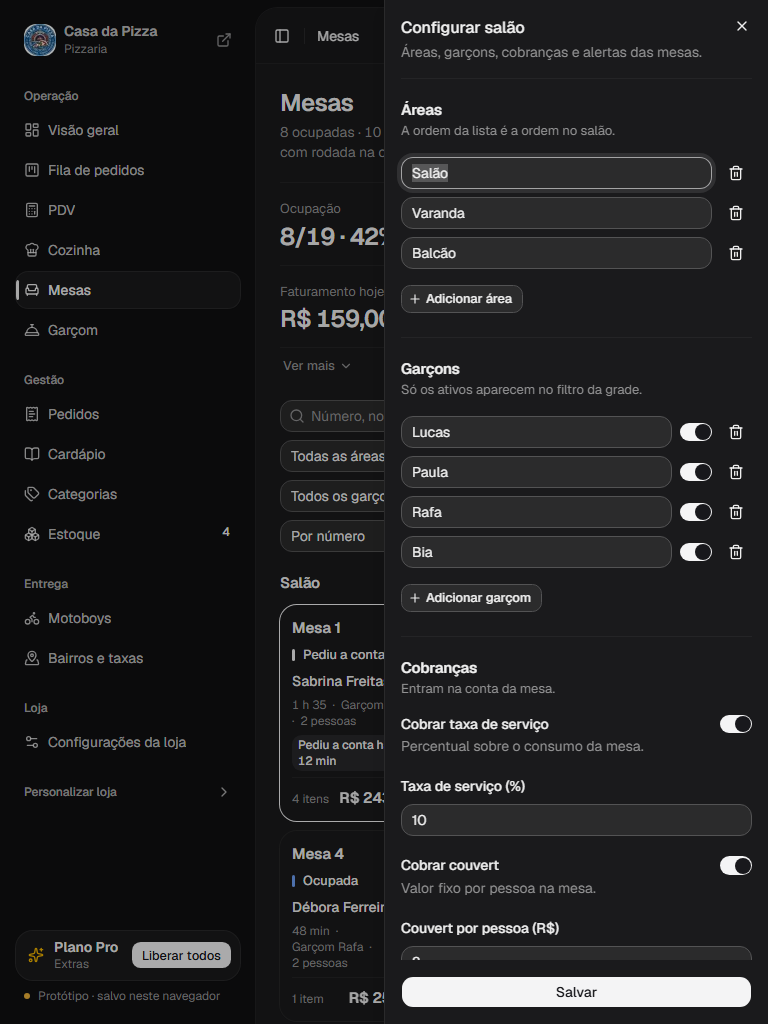 Casa da Pizza
Pizzaria
Operação
Visão geral
Fila de pedidos
PDV
Cozinha
Mesas
Garçom
Gestão
Pedidos
Cardápio
Categorias
Estoque
4
Entrega
Motoboys
Bairros e taxas
Loja
Configurações da loja
Personalizar loja
Plano Pro
Extras
Liberar todos
Protótipo · salvo neste navegador
Mesas
Mesas
8 ocupadas · 10
com rodada na
Ocupação
8/19 · 42%
Faturamento hoje
R$ 159,00
Ver mais
Número, no
Todas as áreas
Todos os garço
Por número
Salão
Mesa 1
Pediu a conta
Sabrina Freita
1 h 35 · Garçom
· 2 pessoas
Pediu a conta h
12 min
4 itens R$ 243
Mesa 4
Ocupada
Débora Ferreir
48 min ·
Garçom Rafa ·
2 pessoas
1 item R$ 25
Configurar salão
Áreas, garçons, cobranças e alertas das mesas.
Áreas
A ordem da lista é a ordem no salão.
Salão
Varanda
Balcão
+ Adicionar área
Garçons
Só os ativos aparecem no filtro da grade.
Lucas
Paula
Rafa
Bia
+ Adicionar garçom
Cobranças
Entram na conta da mesa.
Cobrar taxa de serviço
Percentual sobre o consumo da mesa.
Taxa de serviço (%)
10
Cobrar couvert
Valor fixo por pessoa na mesa.
Couvert por pessoa (R$)
Salvar